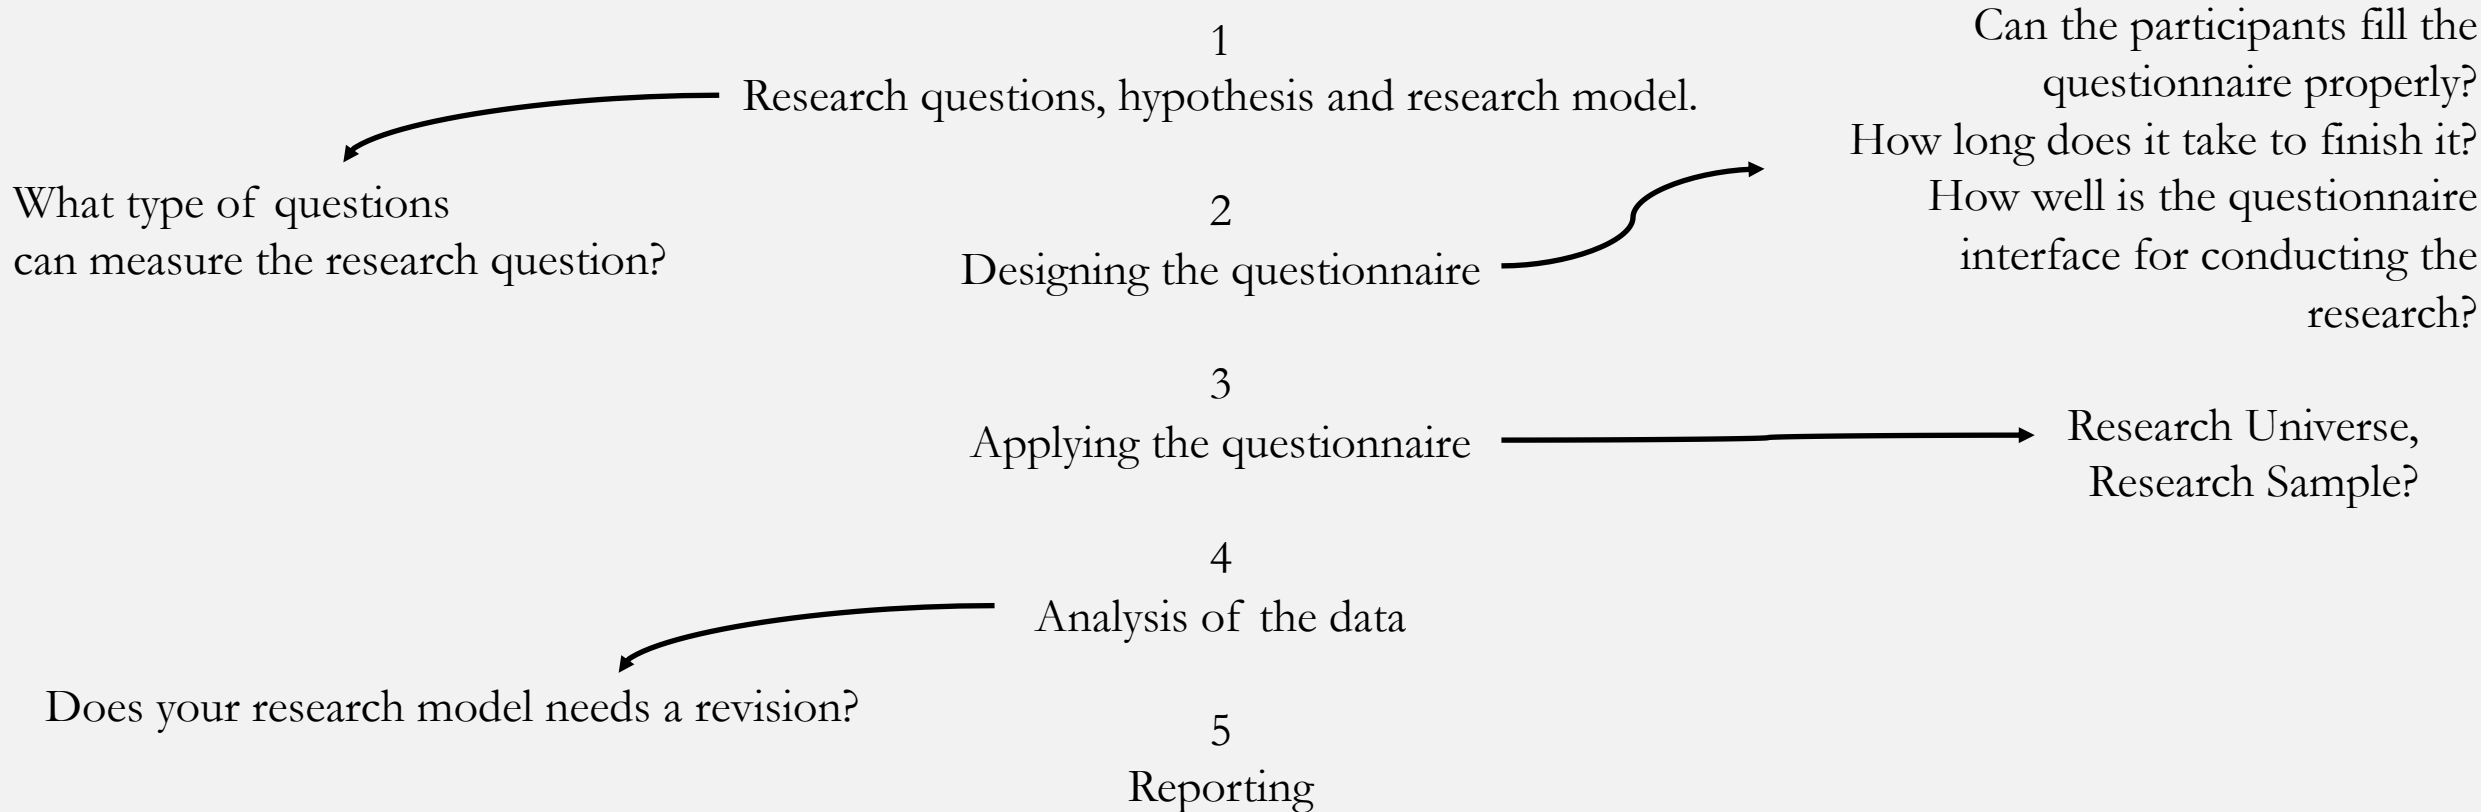 1
Research questions, hypothesis and research model.
What type of questions
can measure the research question?
2
Designing the questionnaire
Can the participants fill the
questionnaire properly?
How long does it take to finish it?
How well is the questionnaire
interface for conducting the
research?
3
Applying the questionnaire
Research Universe,
Research Sample?
4
Analysis of the data
Does your research model needs a revision?
5
Reporting